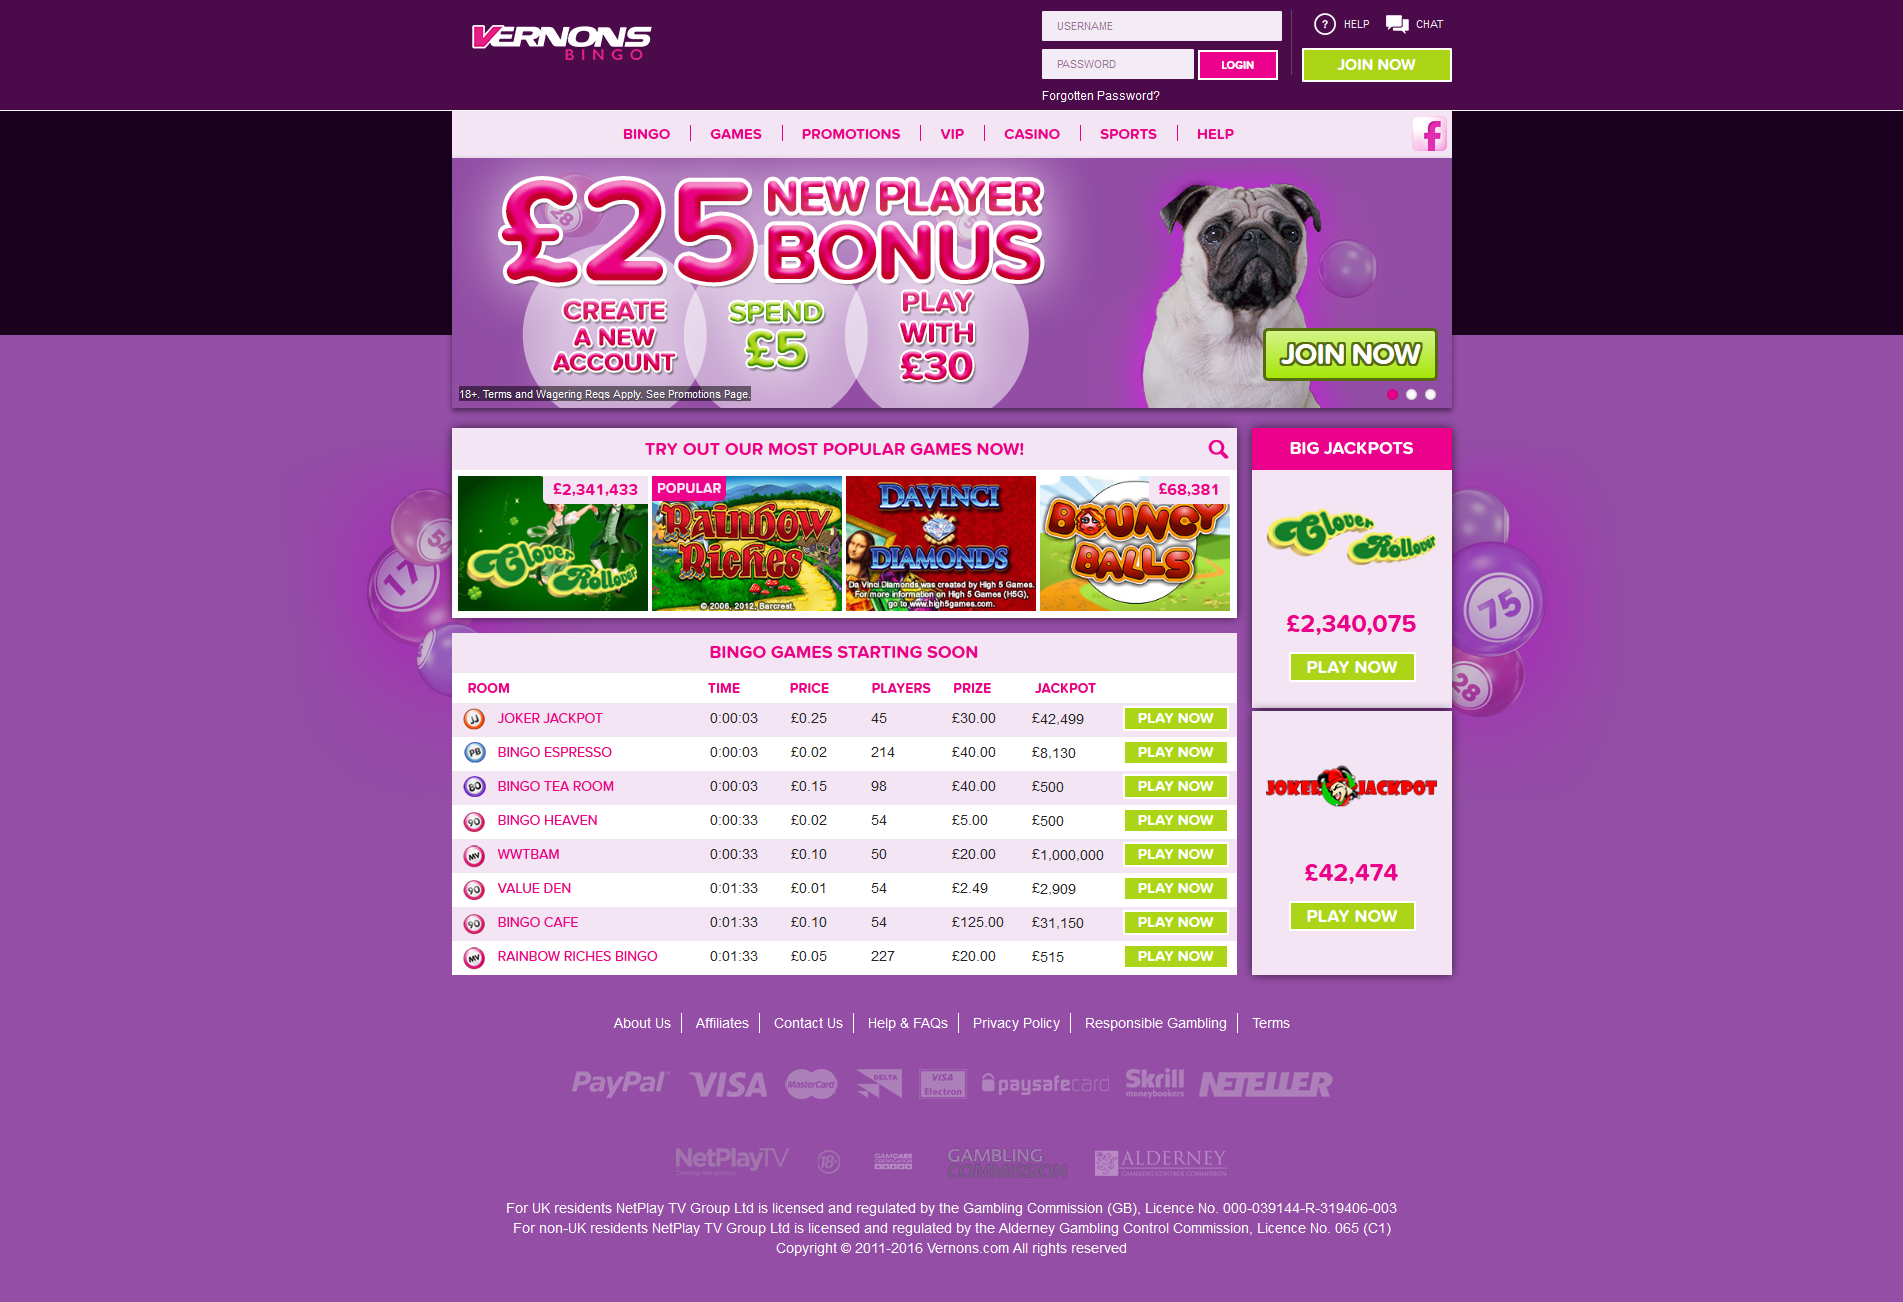 VERNONS
BINGO
USERNAME
PASSWORD
LOGIN
Forgotten Password?
? HELP
CHAT
JOIN NOW
BINGO GAMES PROMOTIONS VIP CASINO SPORTS HELP
£25 NEW PLAYER BONUS
CREATE A NEW ACCOUNT
SPEND £5
PLAY WITH £30
JOIN NOW
18+. Terms and Wagering Reqs Apply. See Promotions Page.
TRY OUT OUR MOST POPULAR GAMES NOW!
£2,341,433
Clover Rollover
POPULAR
Rainbow Riches
© 2006, 2012, Barcrest.
DAVINCI DIAMONDS
Da Vinci Diamonds was created by High 5 Games.
For more information on High 5 Games (H5G),
go to www.high5games.com.
£68,381
BOUNCY BALLS
BIG JACKPOTS
Clover Rollover
£2,340,075
PLAY NOW
JOKER JACKPOT
£42,474
PLAY NOW
54
17
75
28
BINGO GAMES STARTING SOON
ROOM TIME PRICE PLAYERS PRIZE JACKPOT
JJ JOKER JACKPOT 0:00:03 £0.25 45 £30.00 £42,499 PLAY NOW
PB BINGO ESPRESSO 0:00:03 £0.02 214 £40.00 £8,130 PLAY NOW
80 BINGO TEA ROOM 0:00:03 £0.15 98 £40.00 £500 PLAY NOW
90 BINGO HEAVEN 0:00:33 £0.02 54 £5.00 £500 PLAY NOW
MV WWTBAM 0:00:33 £0.10 50 £20.00 £1,000,000 PLAY NOW
90 VALUE DEN 0:01:33 £0.01 54 £2.49 £2,909 PLAY NOW
90 BINGO CAFE 0:01:33 £0.10 54 £125.00 £31,150 PLAY NOW
MV RAINBOW RICHES BINGO 0:01:33 £0.05 227 £20.00 £515 PLAY NOW
About Us Affiliates Contact Us Help & FAQs Privacy Policy Responsible Gambling Terms
PayPal VISA MasterCard DELTA VISA Electron paysafecard Skrill moneybookers NETELLER
NetPlayTV 18+ GAMCARE CERTIFICATION GAMBLING COMMISSION ALDERNEY GAMBLING CONTROL COMMISSION
For UK residents NetPlay TV Group Ltd is licensed and regulated by the Gambling Commission (GB), Licence No. 000-039144-R-319406-003
For non-UK residents NetPlay TV Group Ltd is licensed and regulated by the Alderney Gambling Control Commission, Licence No. 065 (C1)
Copyright © 2011-2016 Vernons.com All rights reserved